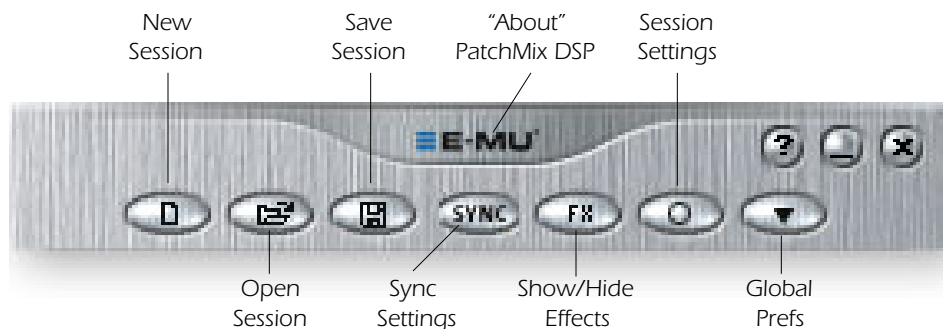 New
Session
Save
Session
“About”
PatchMix DSP
Session
Settings
E-MU®
?
SYNC
FX
Open
Session
Sync
Settings
Show/Hide
Effects
Global
Prefs